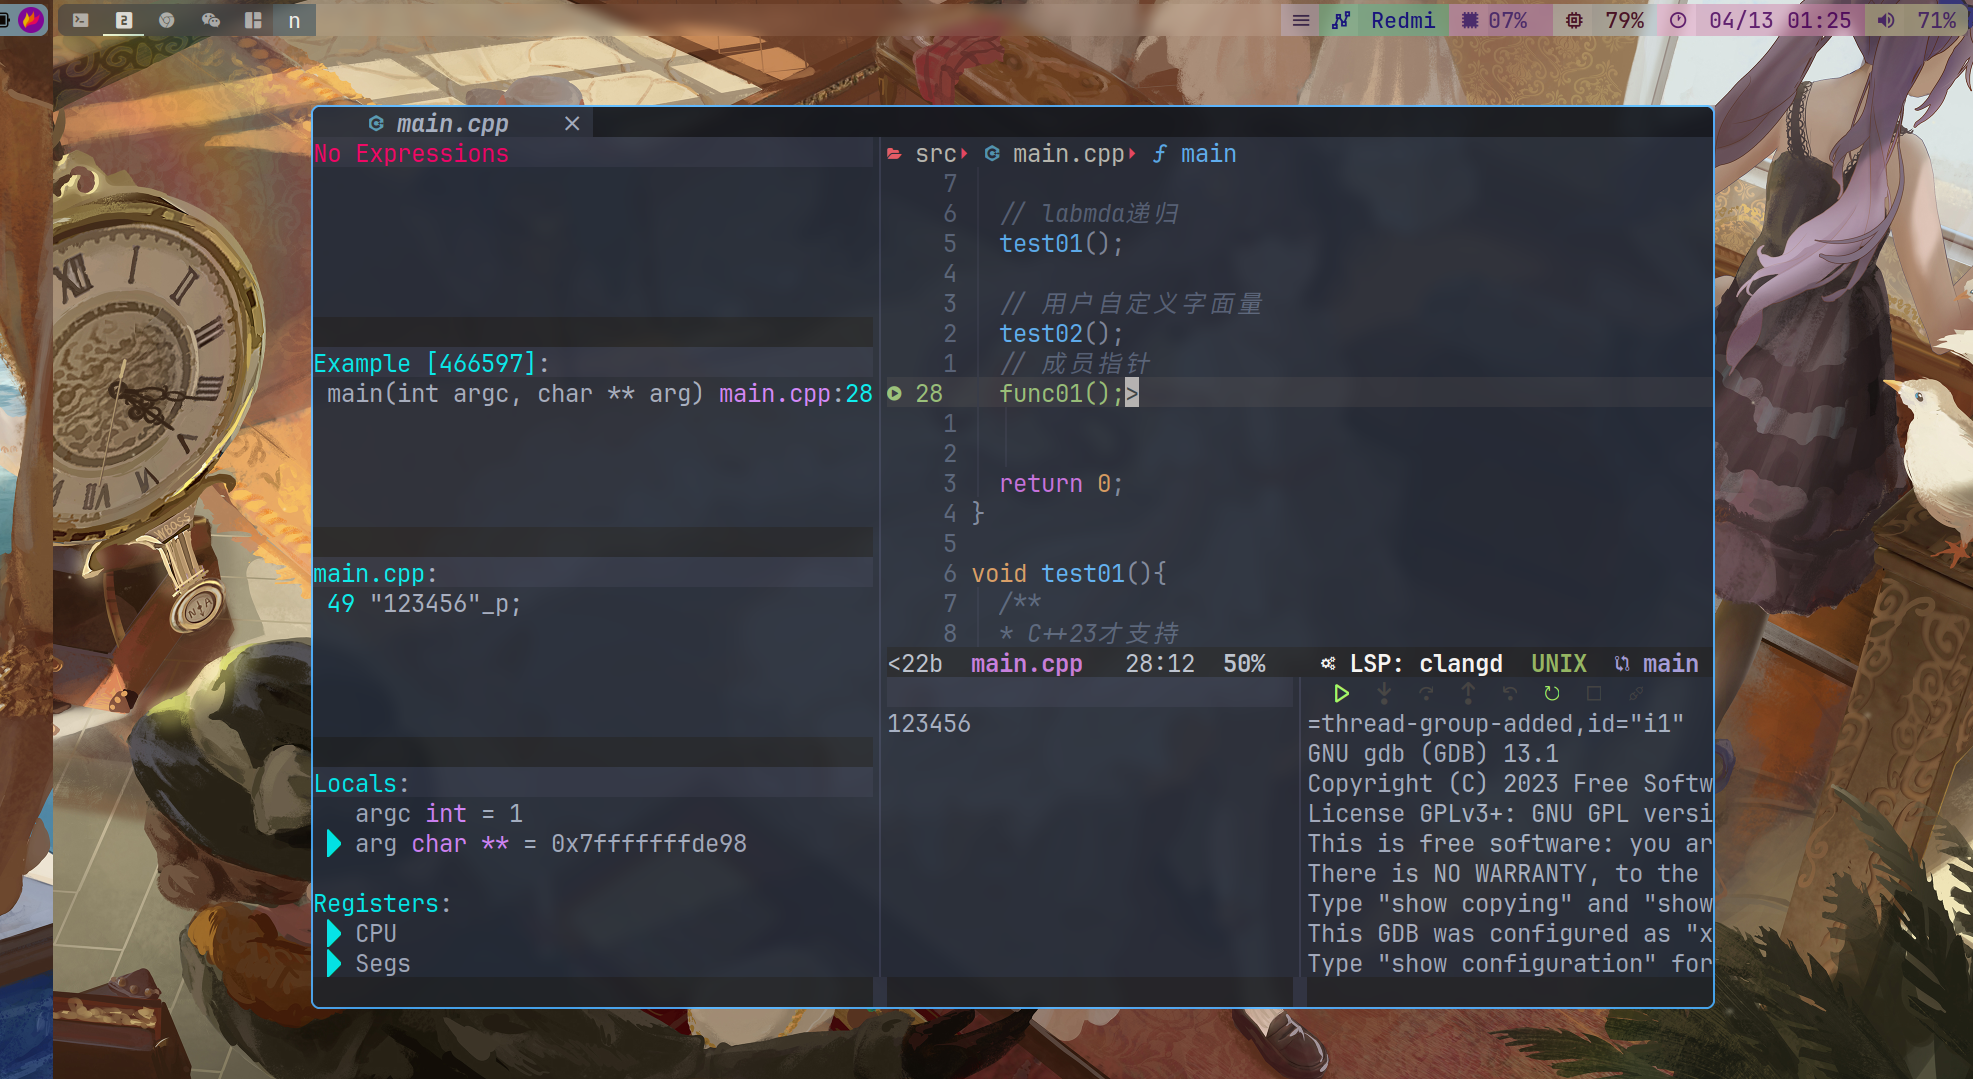 2
n
Redmi
07%
79%
04/13 01:25
71%
main.cpp ×
No Expressions
Example [466597]:
main(int argc, char ** arg) main.cpp:28
main.cpp:
49 "123456"_p;
Locals:
argc int = 1
arg char ** = 0x7fffffffde98
Registers:
CPU
Segs
src main.cpp ƒ main
7
6 // labmda递归
5 test01();
4
3 // 用户自定义字面量
2 test02();
1 // 成员指针
28 func01();>
1
2
3 return 0;
4 }
5
6 void test01(){
7 /**
8 * C++23才支持
<22b main.cpp 28:12 50% LSP: clangd UNIX main
123456
=thread-group-added,id="i1"
GNU gdb (GDB) 13.1
Copyright (C) 2023 Free Softw
License GPLv3+: GNU GPL versi
This is free software: you ar
There is NO WARRANTY, to the
Type "show copying" and "show
This GDB was configured as "x
Type "show configuration" for
XII I II III V VI VII VIII